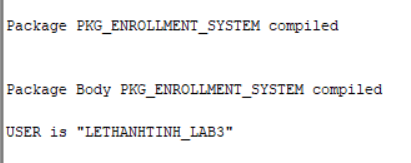 Package PKG_ENROLLMENT_SYSTEM compiled
Package Body PKG_ENROLLMENT_SYSTEM compiled
USER is "LETHANHTINH_LAB3"